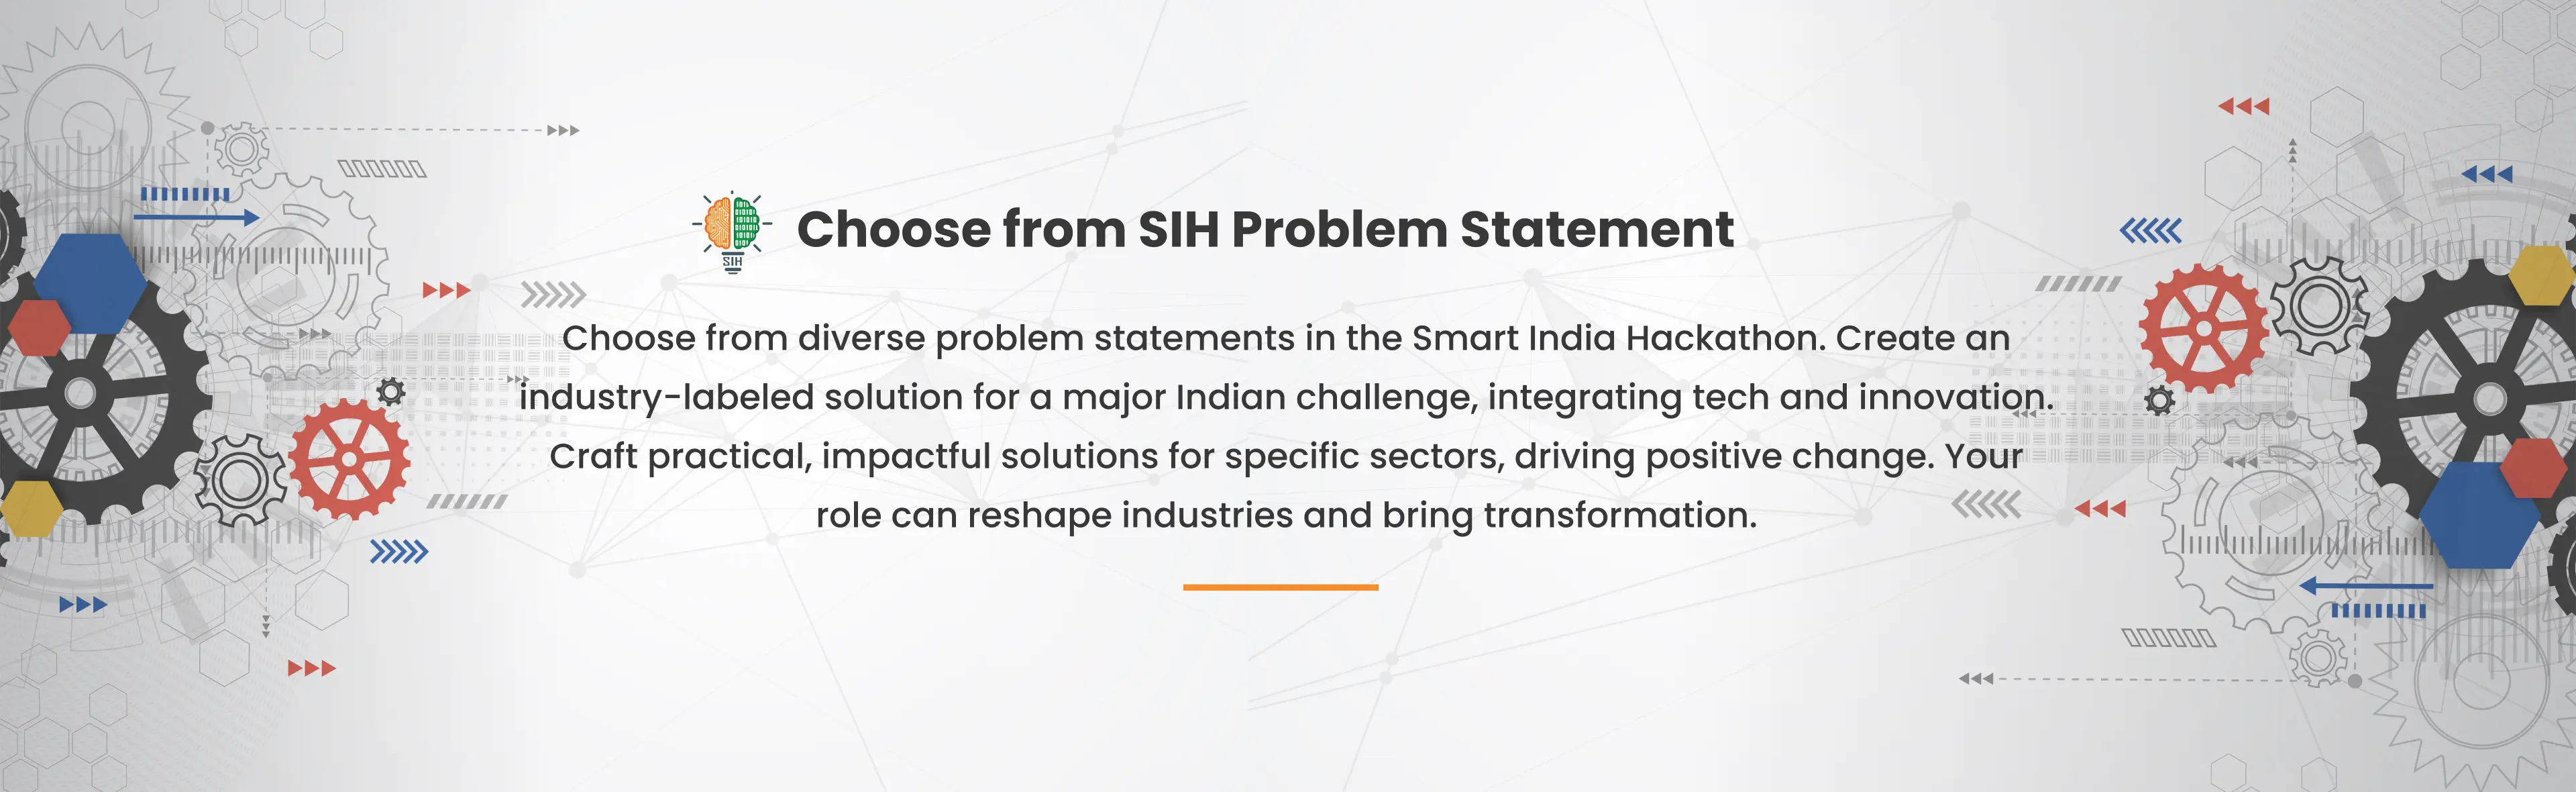 SIH
Choose from SIH Problem Statement
Choose from diverse problem statements in the Smart India Hackathon. Create an
industry-labeled solution for a major Indian challenge, integrating tech and innovation.
Craft practical, impactful solutions for specific sectors, driving positive change. Your
role can reshape industries and bring transformation.